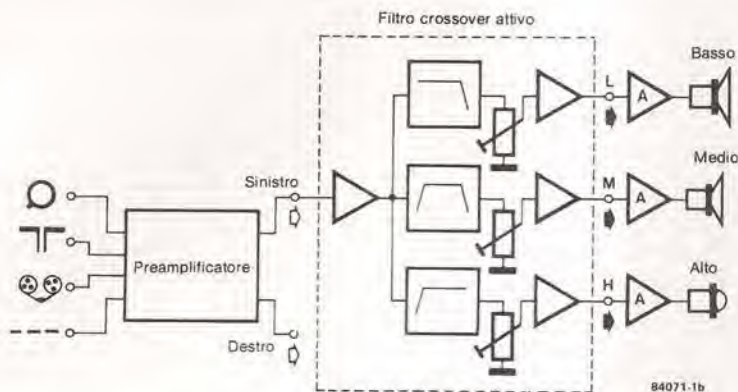 Filtro crossover attivo
Basso
L
A
Medio
Sinistro
M
A
Preamplificatore
Alto
H
A
Destro
84071-1b